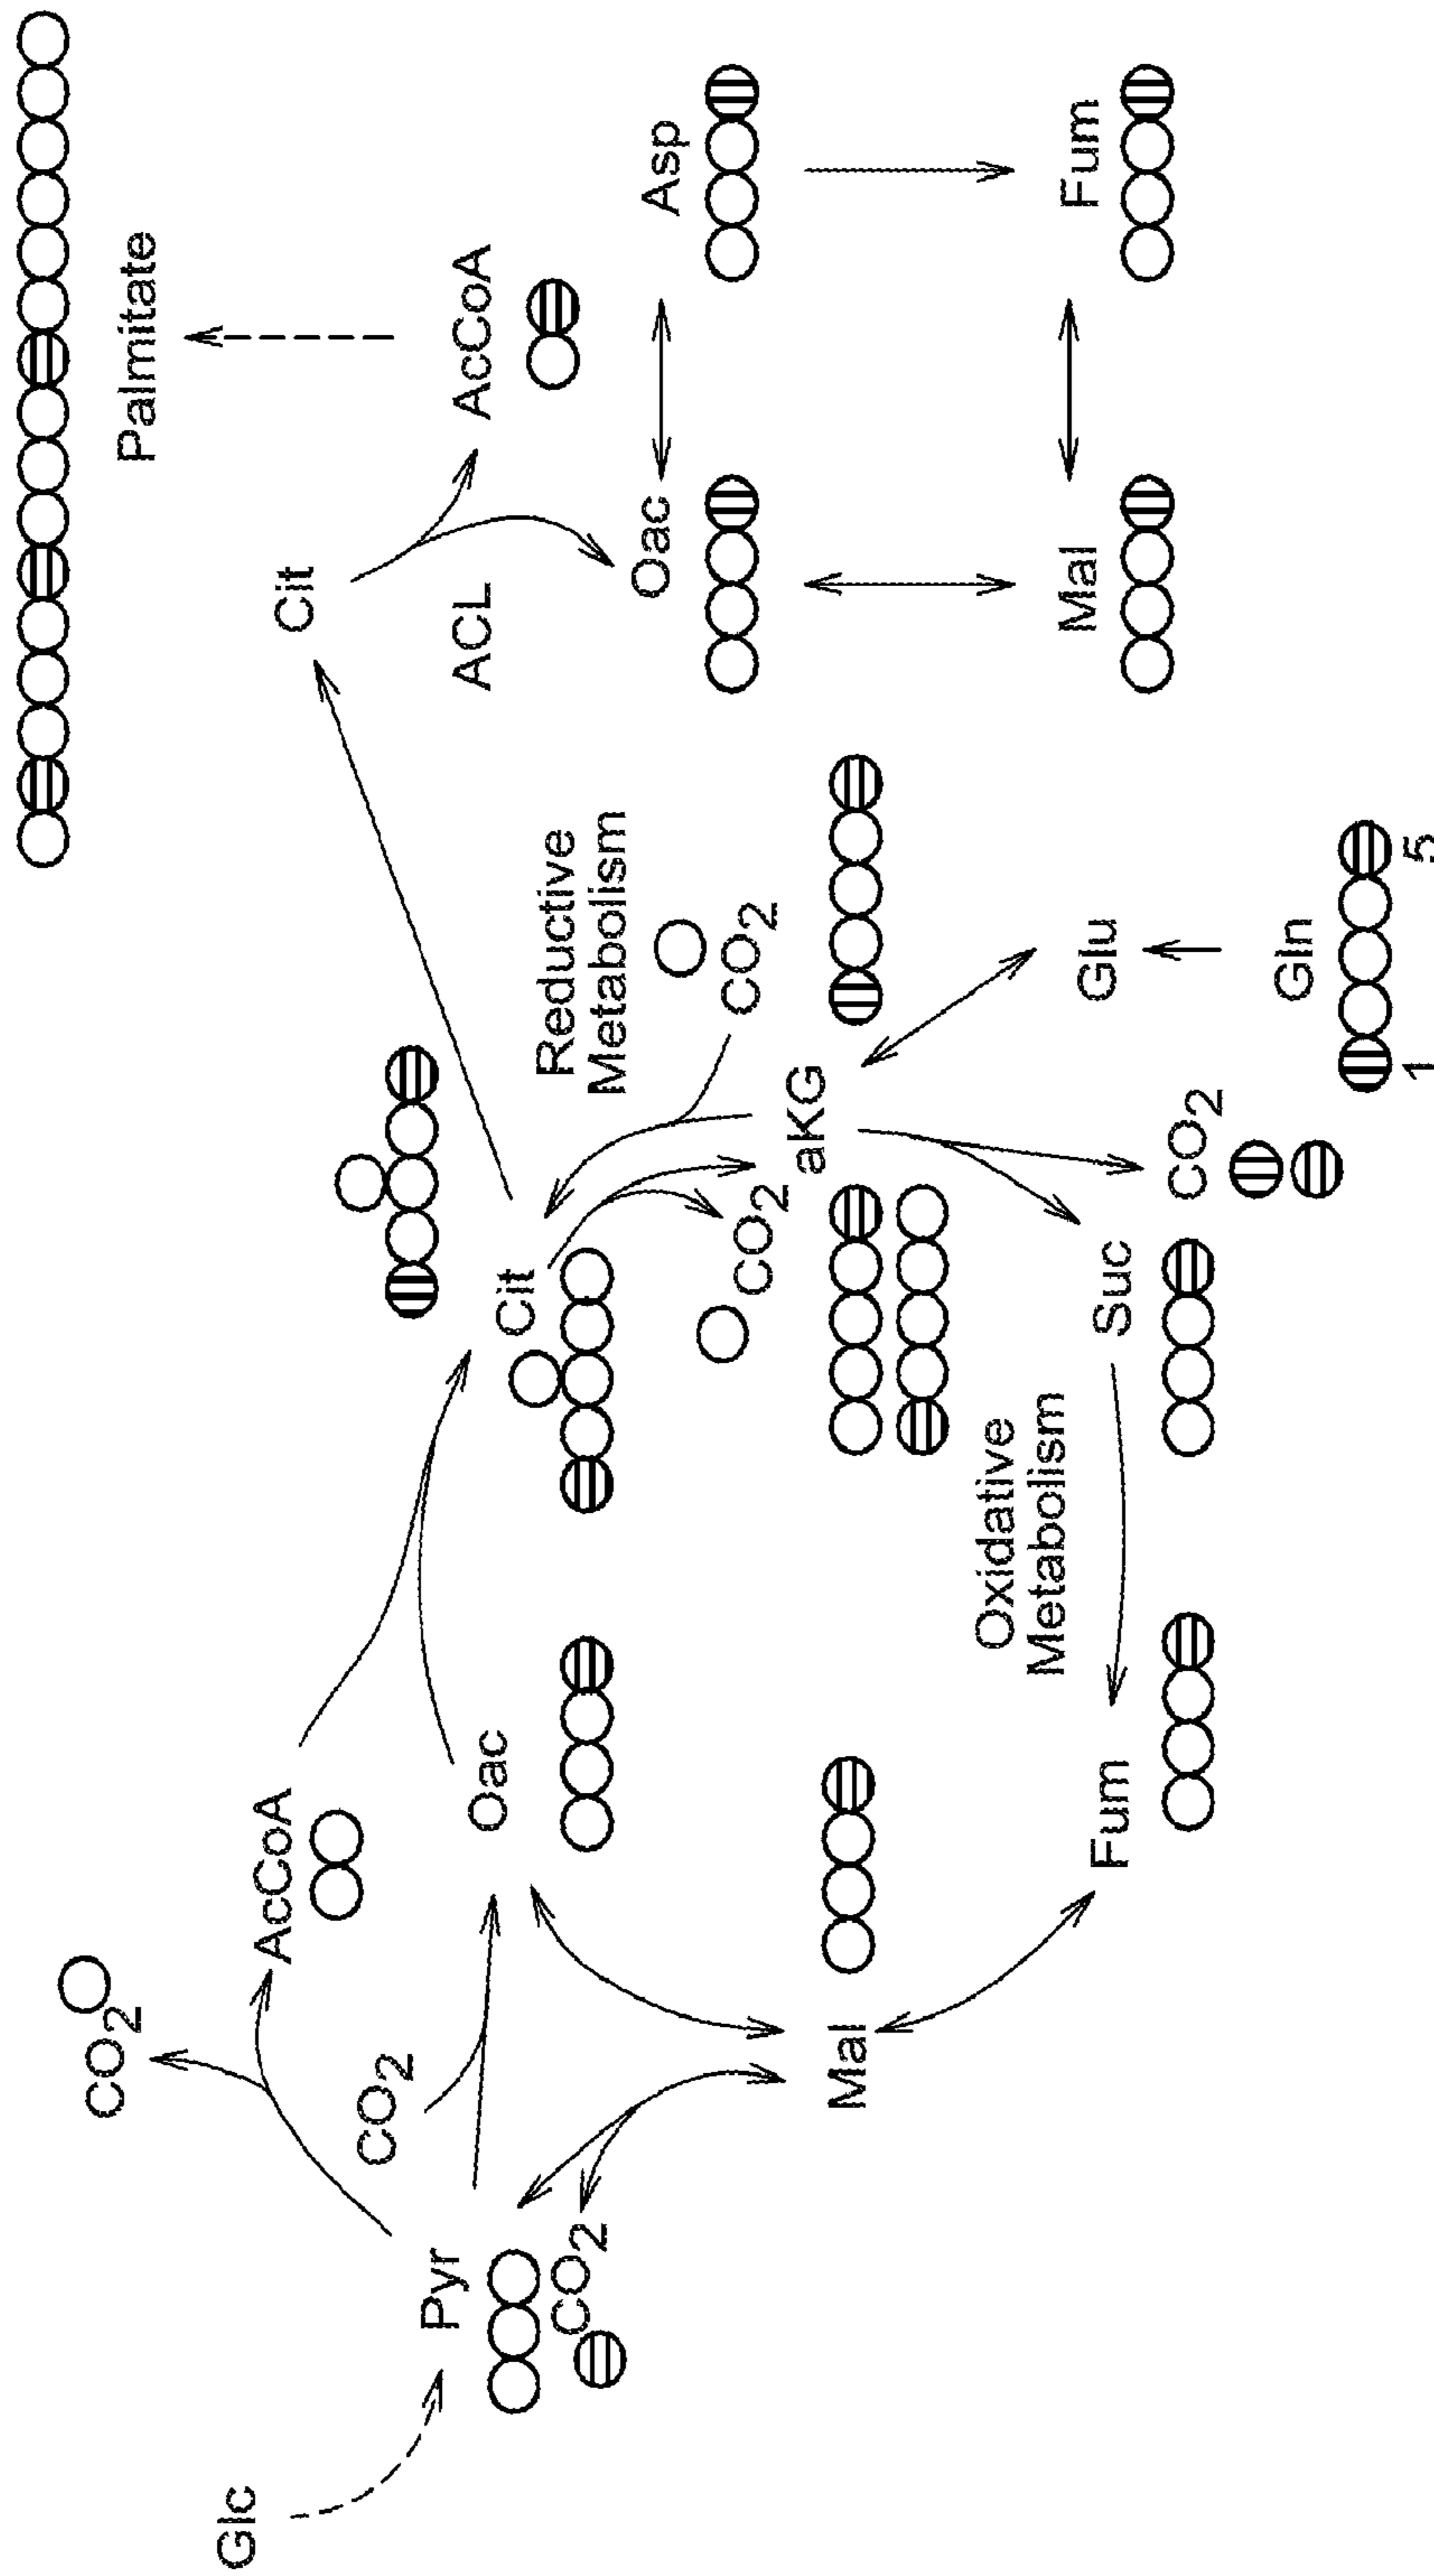 Palmitate
Glc
CO2
AcCoA
Cit
AcCoA
CO2
Pyr
CO2
Oac
Cit
ACL
Reductive
Metabolism
Oac
Asp
CO2
CO2
Mal
aKG
Oxidative
Metabolism
Glu
Mal
Fum
Fum
Suc
CO2
Gln
1
5